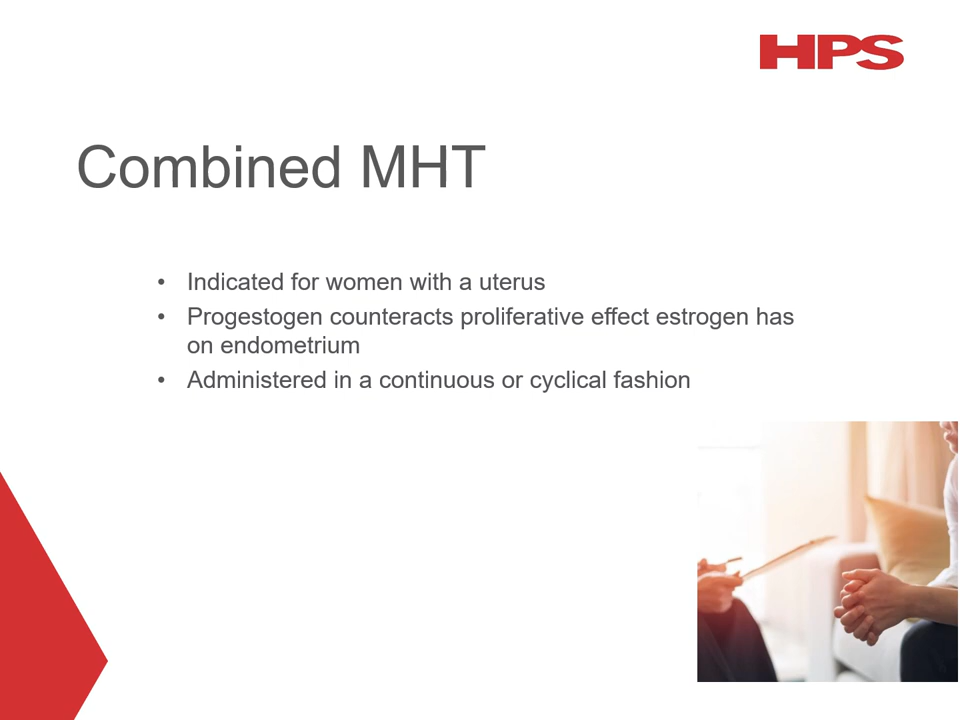 HPS
Combined MHT
• Indicated for women with a uterus
• Progestogen counteracts proliferative effect estrogen has
on endometrium
• Administered in a continuous or cyclical fashion